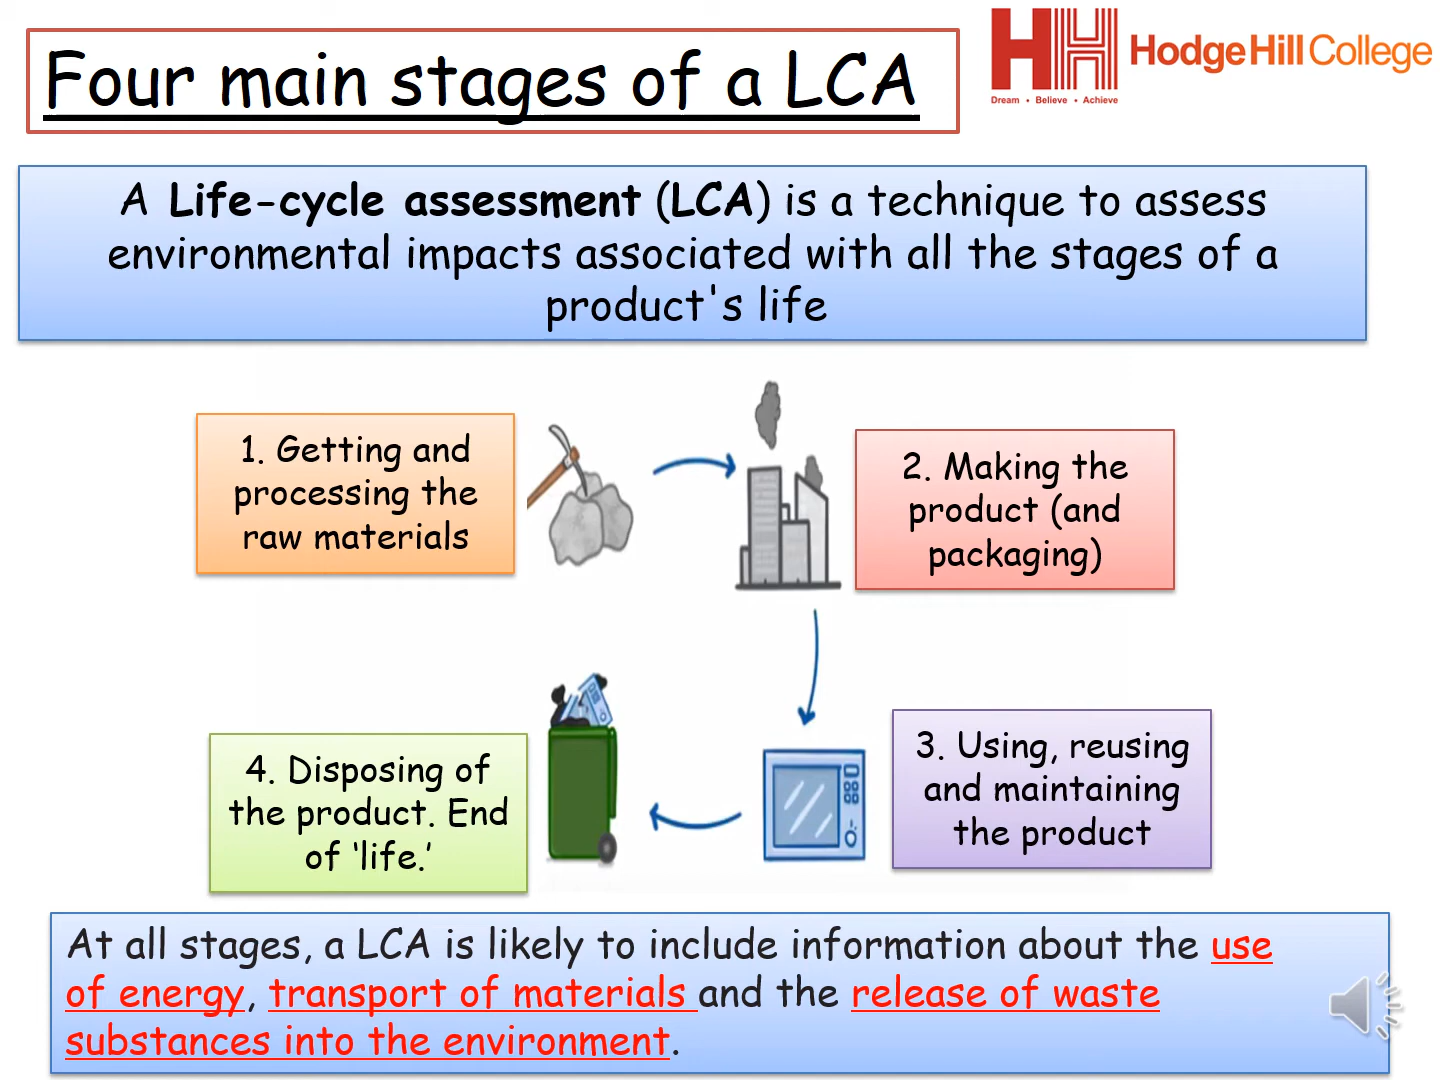 Four main stages of a LCA
HH HodgeHillCollege
Dream • Believe • Achieve
A Life-cycle assessment (LCA) is a technique to assess
environmental impacts associated with all the stages of a
product's life
1. Getting and
processing the
raw materials
2. Making the
product (and
packaging)
3. Using, reusing
and maintaining
the product
4. Disposing of
the product. End
of ‘life.’
At all stages, a LCA is likely to include information about the use
of energy, transport of materials and the release of waste
substances into the environment.